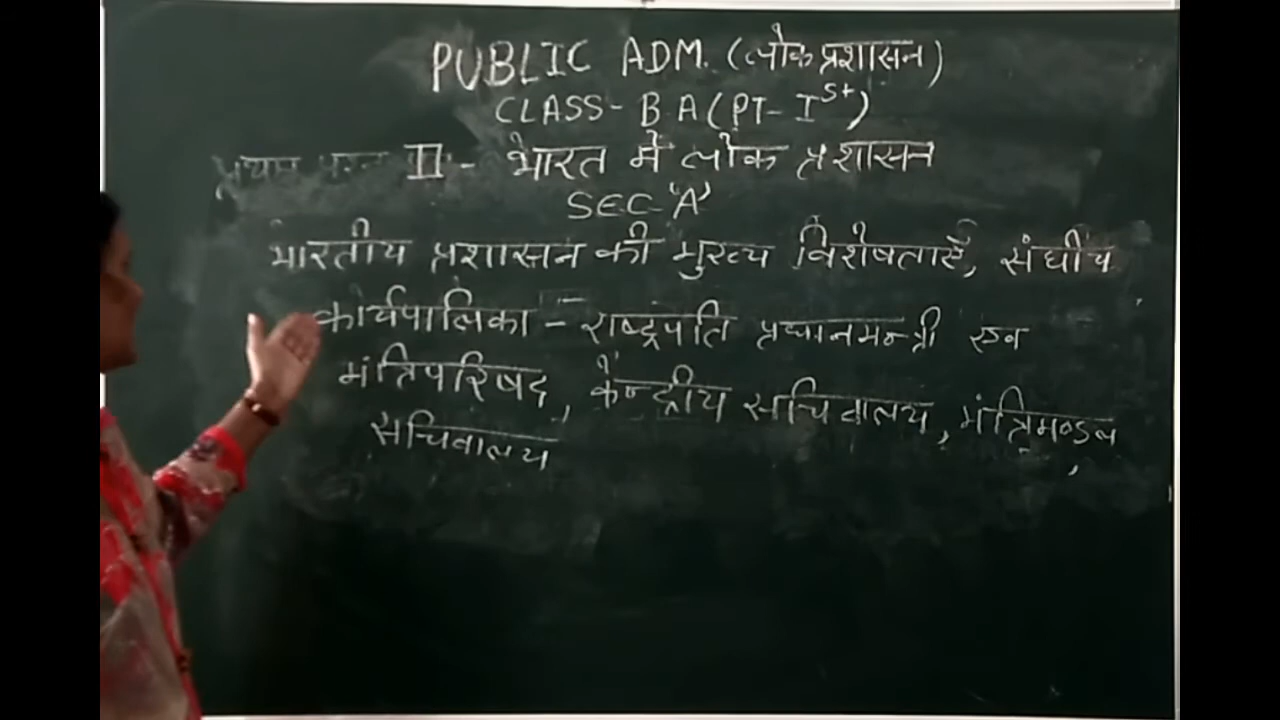 PUBLIC ADM. (लोक प्रशासन)
CLASS- B.A (PT- I st)
II - भारत में लोक प्रशासन
SEC-'A'
भारतीय प्रशासन की मुख्य विशेषताएँ, संघीय
कार्यपालिका - राष्ट्रपति प्रधानमन्त्री एवं
मंत्रिपरिषद, केन्द्रीय सचिवालय, मंत्रिमण्डल
सचिवालय